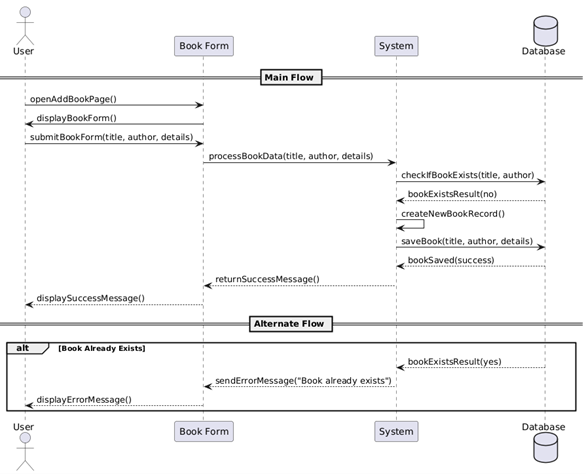 User
Book Form
System
Database
Main Flow
openAddBookPage()
displayBookForm()
submitBookForm(title, author, details)
processBookData(title, author, details)
checkIfBookExists(title, author)
bookExistsResult(no)
createNewBookRecord()
saveBook(title, author, details)
bookSaved(success)
returnSuccessMessage()
displaySuccessMessage()
Alternate Flow
alt [Book Already Exists]
bookExistsResult(yes)
sendErrorMessage("Book already exists")
displayErrorMessage()
User
Book Form
System
Database